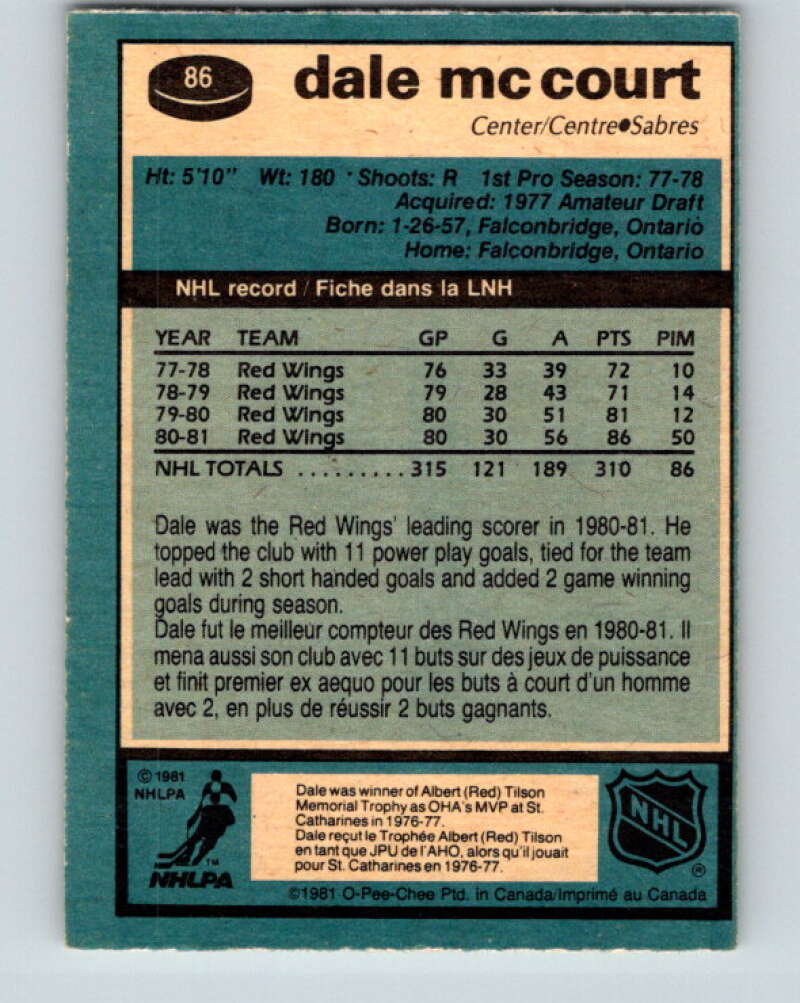 86
dale mc court
Center/Centre●Sabres
Ht: 5'10" Wt: 180 Shoots: R 1st Pro Season: 77-78
Acquired: 1977 Amateur Draft
Born: 1-26-57, Falconbridge, Ontario
Home: Falconbridge, Ontario
NHL record / Fiche dans la LNH
YEAR TEAM GP G A PTS PIM
77-78 Red Wings 76 33 39 72 10
78-79 Red Wings 79 28 43 71 14
79-80 Red Wings 80 30 51 81 12
80-81 Red Wings 80 30 56 86 50
NHL TOTALS ......... 315 121 189 310 86
Dale was the Red Wings' leading scorer in 1980-81. He
topped the club with 11 power play goals, tied for the team
lead with 2 short handed goals and added 2 game winning
goals during season.
Dale fut le meilleur compteur des Red Wings en 1980-81. Il
mena aussi son club avec 11 buts sur des jeux de puissance
et finit premier ex aequo pour les buts à court d'un homme
avec 2, en plus de réussir 2 buts gagnants.
© 1981
NHLPA
TM
NHLPA
Dale was winner of Albert (Red) Tilson
Memorial Trophy as OHA's MVP at St.
Catharines in 1976-77.
Dale reçut le Trophée Albert (Red) Tilson
en tant que JPU de l'AHO, alors qu'il jouait
pour St. Catharines en 1976-77.
NHL
®
©1981 O-Pee-Chee Ptd. in Canada/Imprimé au Canada